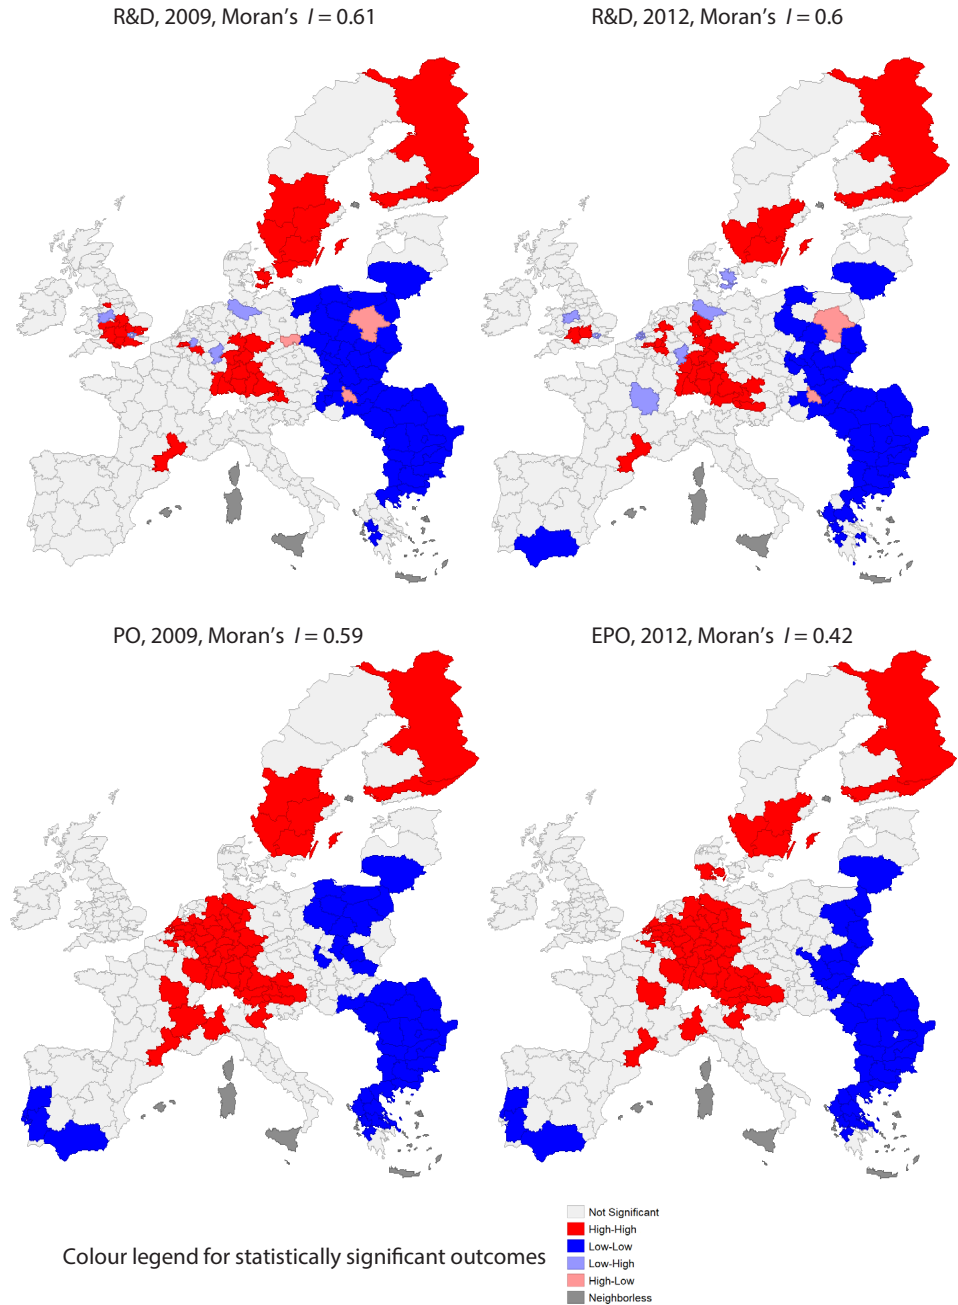 R&D, 2009, Moran’s I = 0.61
R&D, 2012, Moran’s I = 0.6
PO, 2009, Moran’s I = 0.59
EPO, 2012, Moran’s I = 0.42
Colour legend for statistically significant outcomes
Not Significant
High-High
Low-Low
Low-High
High-Low
Neighborless